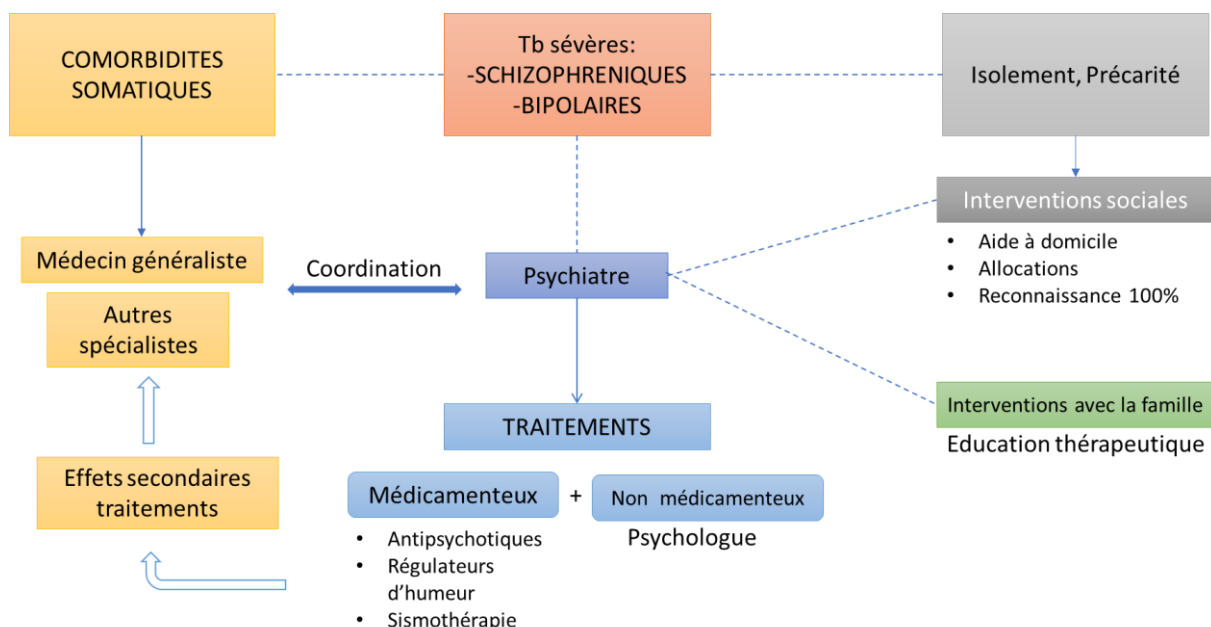 COMORBIDITES
SOMATIQUES
Tb sévères:
-SCHIZOPHRENIQUES
-BIPOLAIRES
Isolement, Précarité
Interventions sociales
• Aide à domicile
• Allocations
• Reconnaissance 100%
Médecin généraliste
Coordination
Psychiatre
Autres
spécialistes
Interventions avec la famille
Education thérapeutique
TRAITEMENTS
Effets secondaires
traitements
Médicamenteux
+
Non médicamenteux
Psychologue
• Antipsychotiques
• Régulateurs
d’humeur
• Sismothérapie